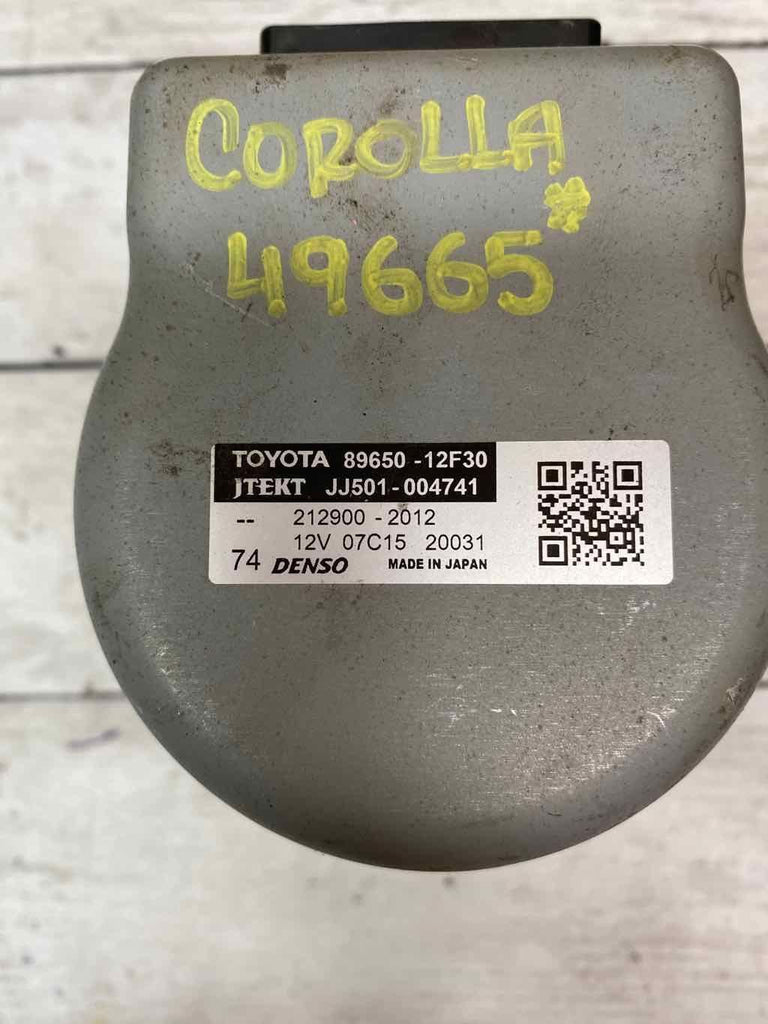 COROLLA
49665*
TOYOTA 89650-12F30
JTEKT JJ501-004741
-- 212900-2012
12V 07C15 20031
74 DENSO MADE IN JAPAN